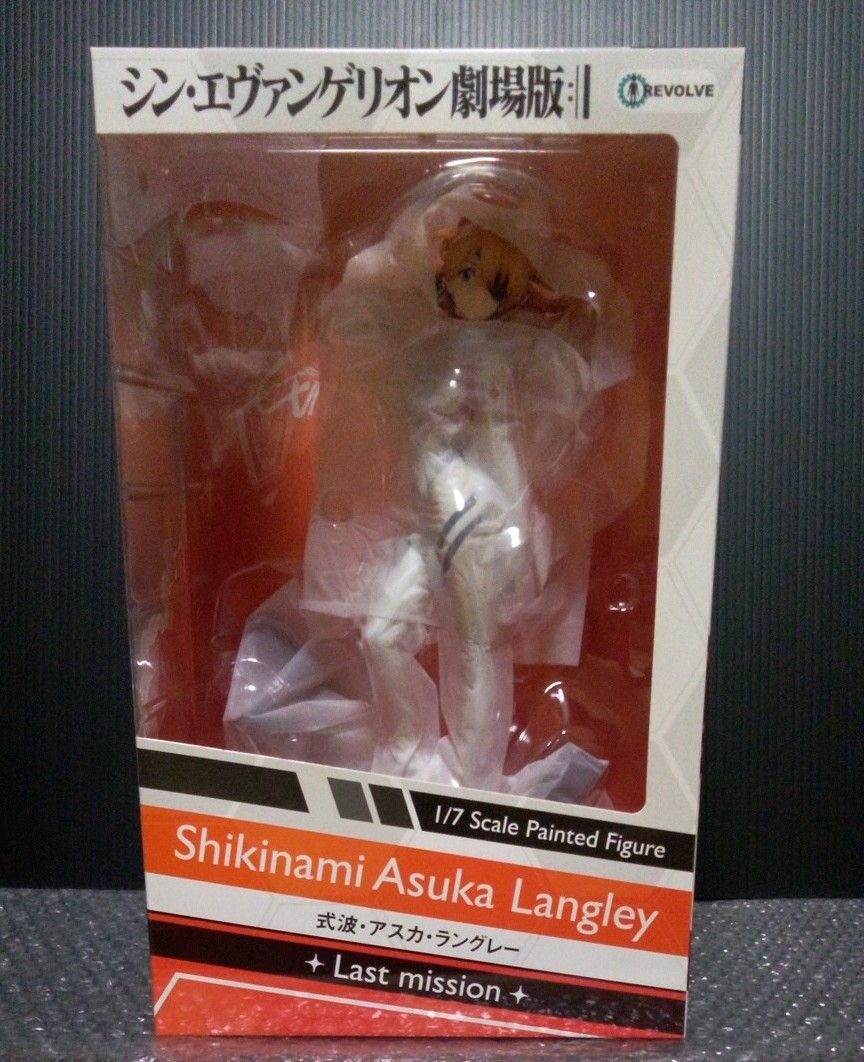 シン・エヴァンゲリオン劇場版:||
REVOLVE
1/7 Scale Painted Figure
Shikinami Asuka Langley
式波・アスカ・ラングレー
Last mission